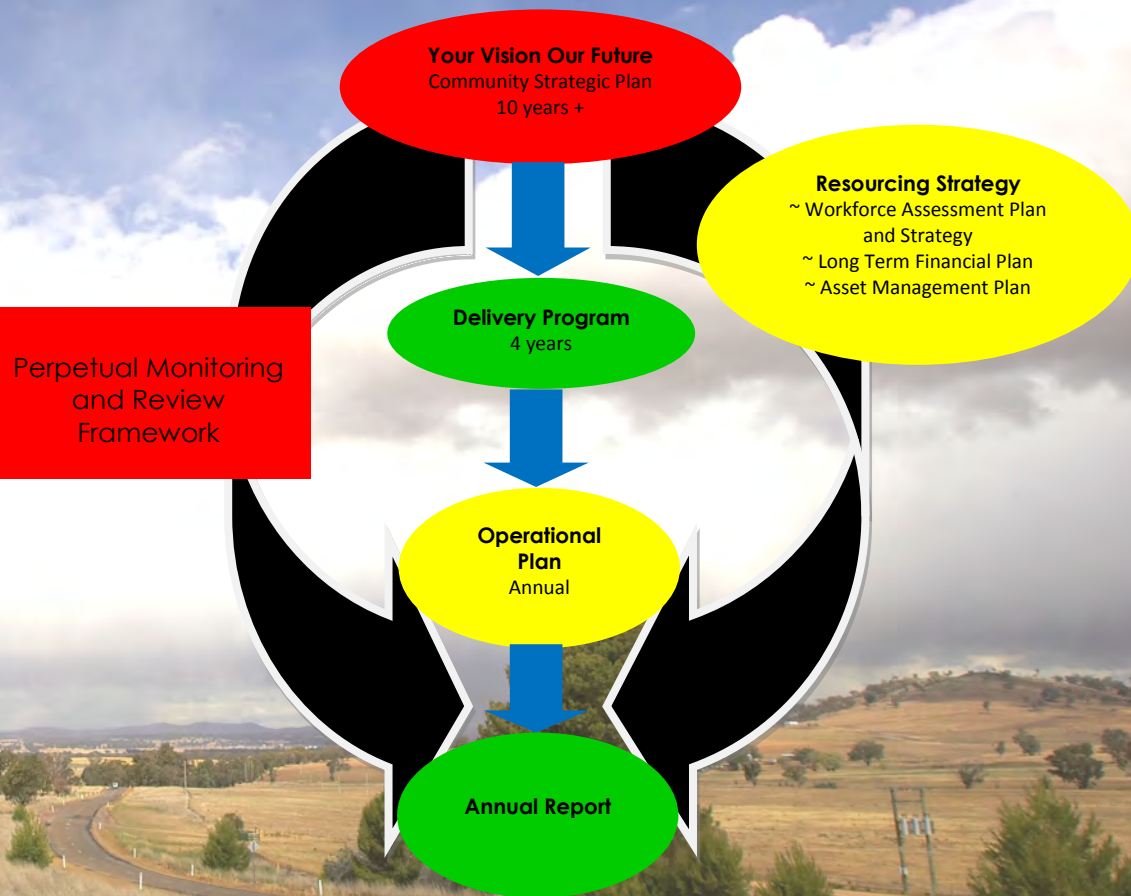 Your Vision Our Future
Community Strategic Plan
10 years +
Resourcing Strategy
~ Workforce Assessment Plan
and Strategy
~ Long Term Financial Plan
~ Asset Management Plan
Delivery Program
4 years
Perpetual Monitoring
and Review
Framework
Operational
Plan
Annual
Annual Report